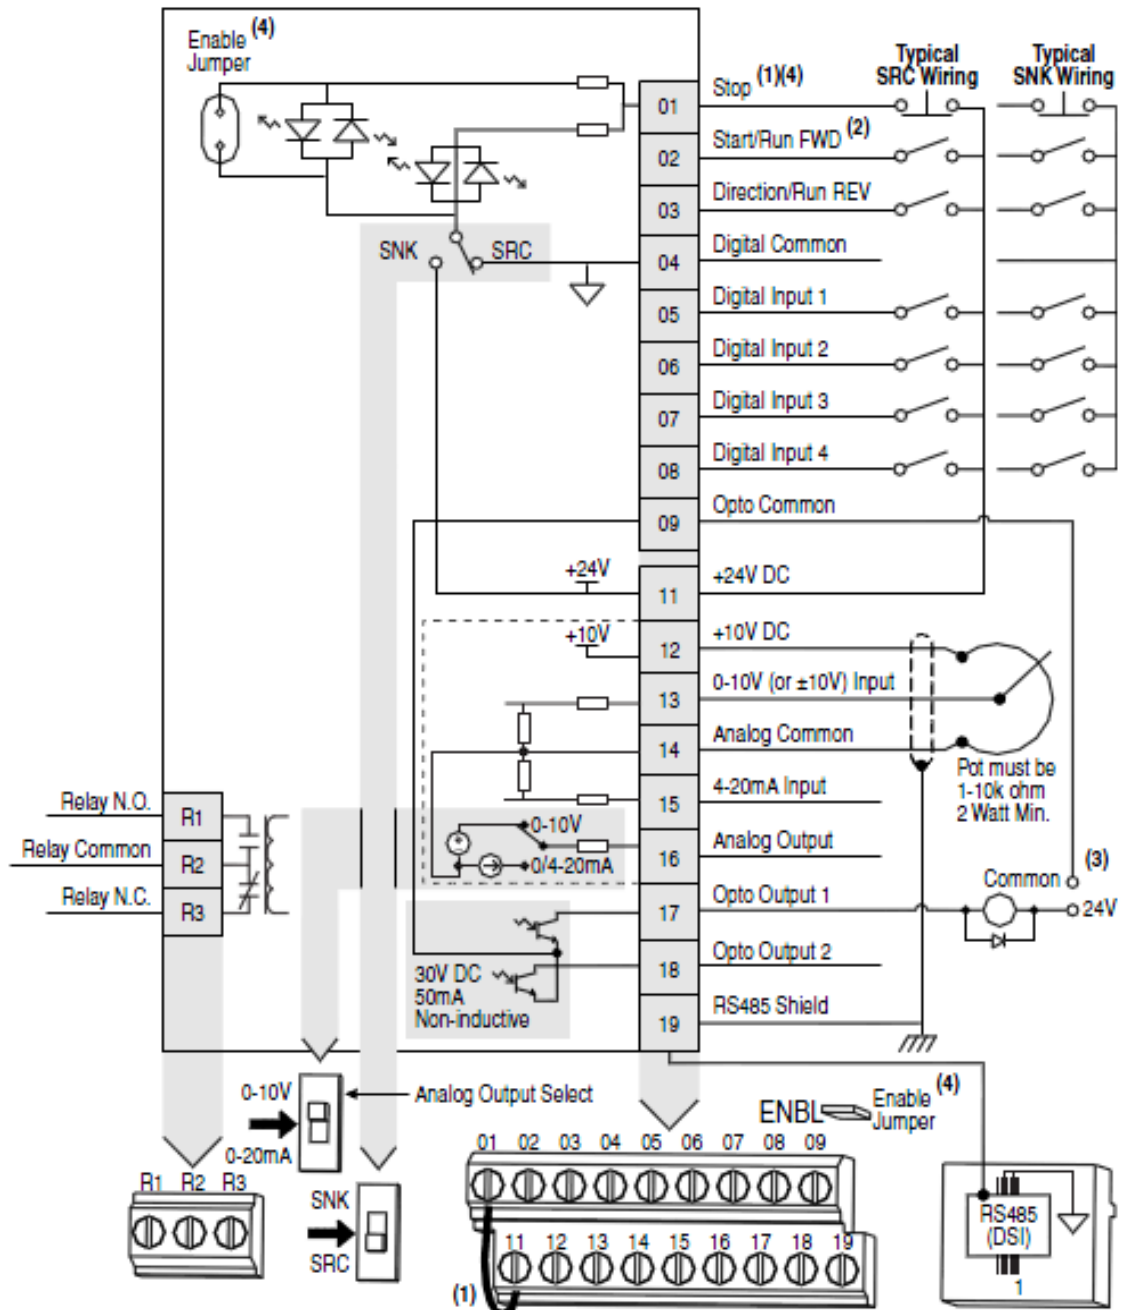 Enable (4)
Jumper
Typical
SRC Wiring
Typical
SNK Wiring
01
Stop (1)(4)
02
Start/Run FWD (2)
03
Direction/Run REV
SNK
SRC
04
Digital Common
05
Digital Input 1
06
Digital Input 2
07
Digital Input 3
08
Digital Input 4
09
Opto Common
+24V
11
+24V DC
+10V
12
+10V DC
13
0-10V (or ±10V) Input
14
Analog Common
Pot must be
1-10k ohm
2 Watt Min.
15
4-20mA Input
Relay N.O.
R1
Relay Common
R2
Relay N.C.
R3
0-10V
0/4-20mA
16
Analog Output
(3)
Common
24V
17
Opto Output 1
18
Opto Output 2
30V DC
50mA
Non-inductive
19
RS485 Shield
0-10V
0-20mA
Analog Output Select
ENBL
Enable (4)
Jumper
01 02 03 04 05 06 07 08 09
R1 R2 R3
SNK
SRC
11 12 13 14 15 16 17 18 19
(1)
RS485
(DSI)
1